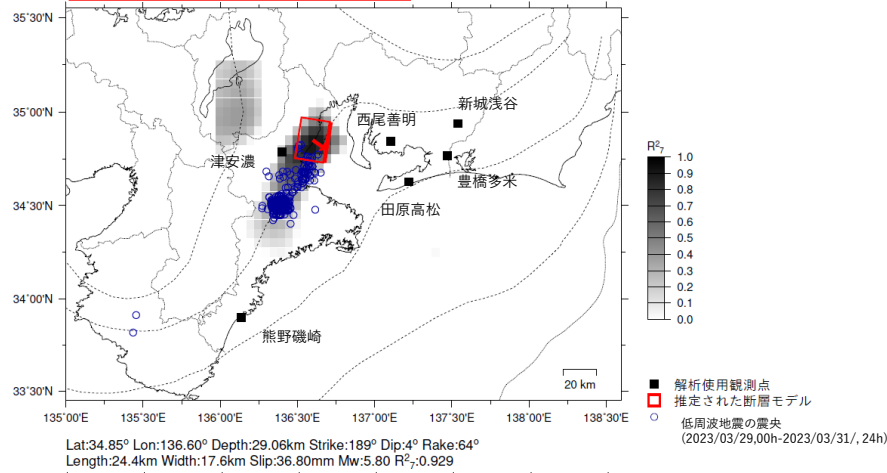 35°30'N
35°00'N
34°30'N
34°00'N
33°30'N
135°00'E
135°30'E
136°00'E
136°30'E
137°00'E
137°30'E
138°00'E
138°30'E
新城浅谷
西尾善明
津安濃
豊橋多米
田原高松
熊野磯崎
20 km
R²₇
1.0
0.9
0.8
0.7
0.6
0.5
0.4
0.3
0.2
0.1
0.0
解析使用観測点
推定された断層モデル
低周波地震の震央
(2023/03/29,00h-2023/03/31/, 24h)
Lat:34.85° Lon:136.60° Depth:29.06km Strike:189° Dip:4° Rake:64°
Length:24.4km Width:17.6km Slip:36.80mm Mw:5.80 R²₇:0.929